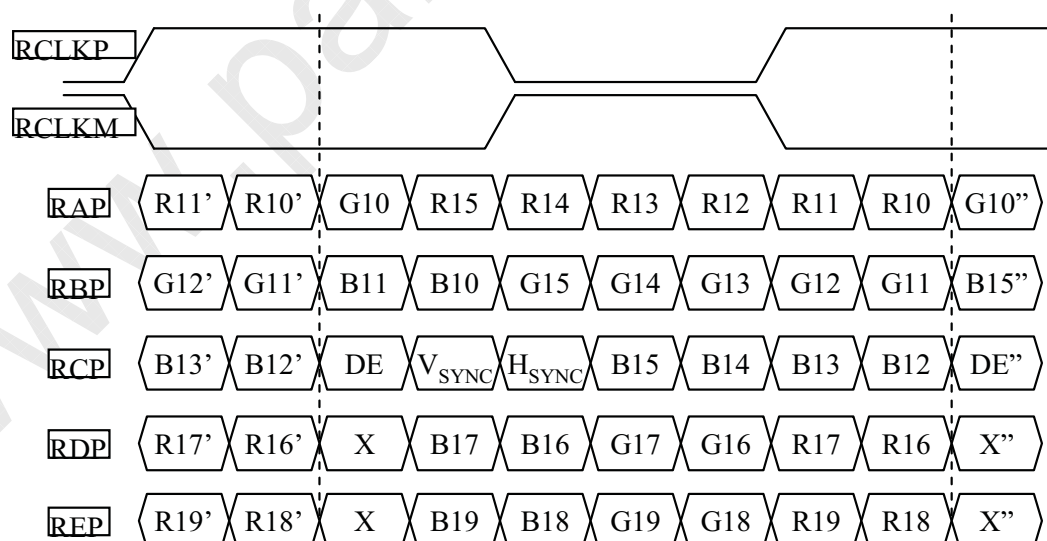 RCLKP
RCLKM
RAP R11’ R10’ G10 R15 R14 R13 R12 R11 R10 G10”
RBP G12’ G11’ B11 B10 G15 G14 G13 G12 G11 B15”
RCP B13’ B12’ DE VSYNC HSYNC B15 B14 B13 B12 DE”
RDP R17’ R16’ X B17 B16 G17 G16 R17 R16 X”
REP R19’ R18’ X B19 B18 G19 G18 R19 R18 X”